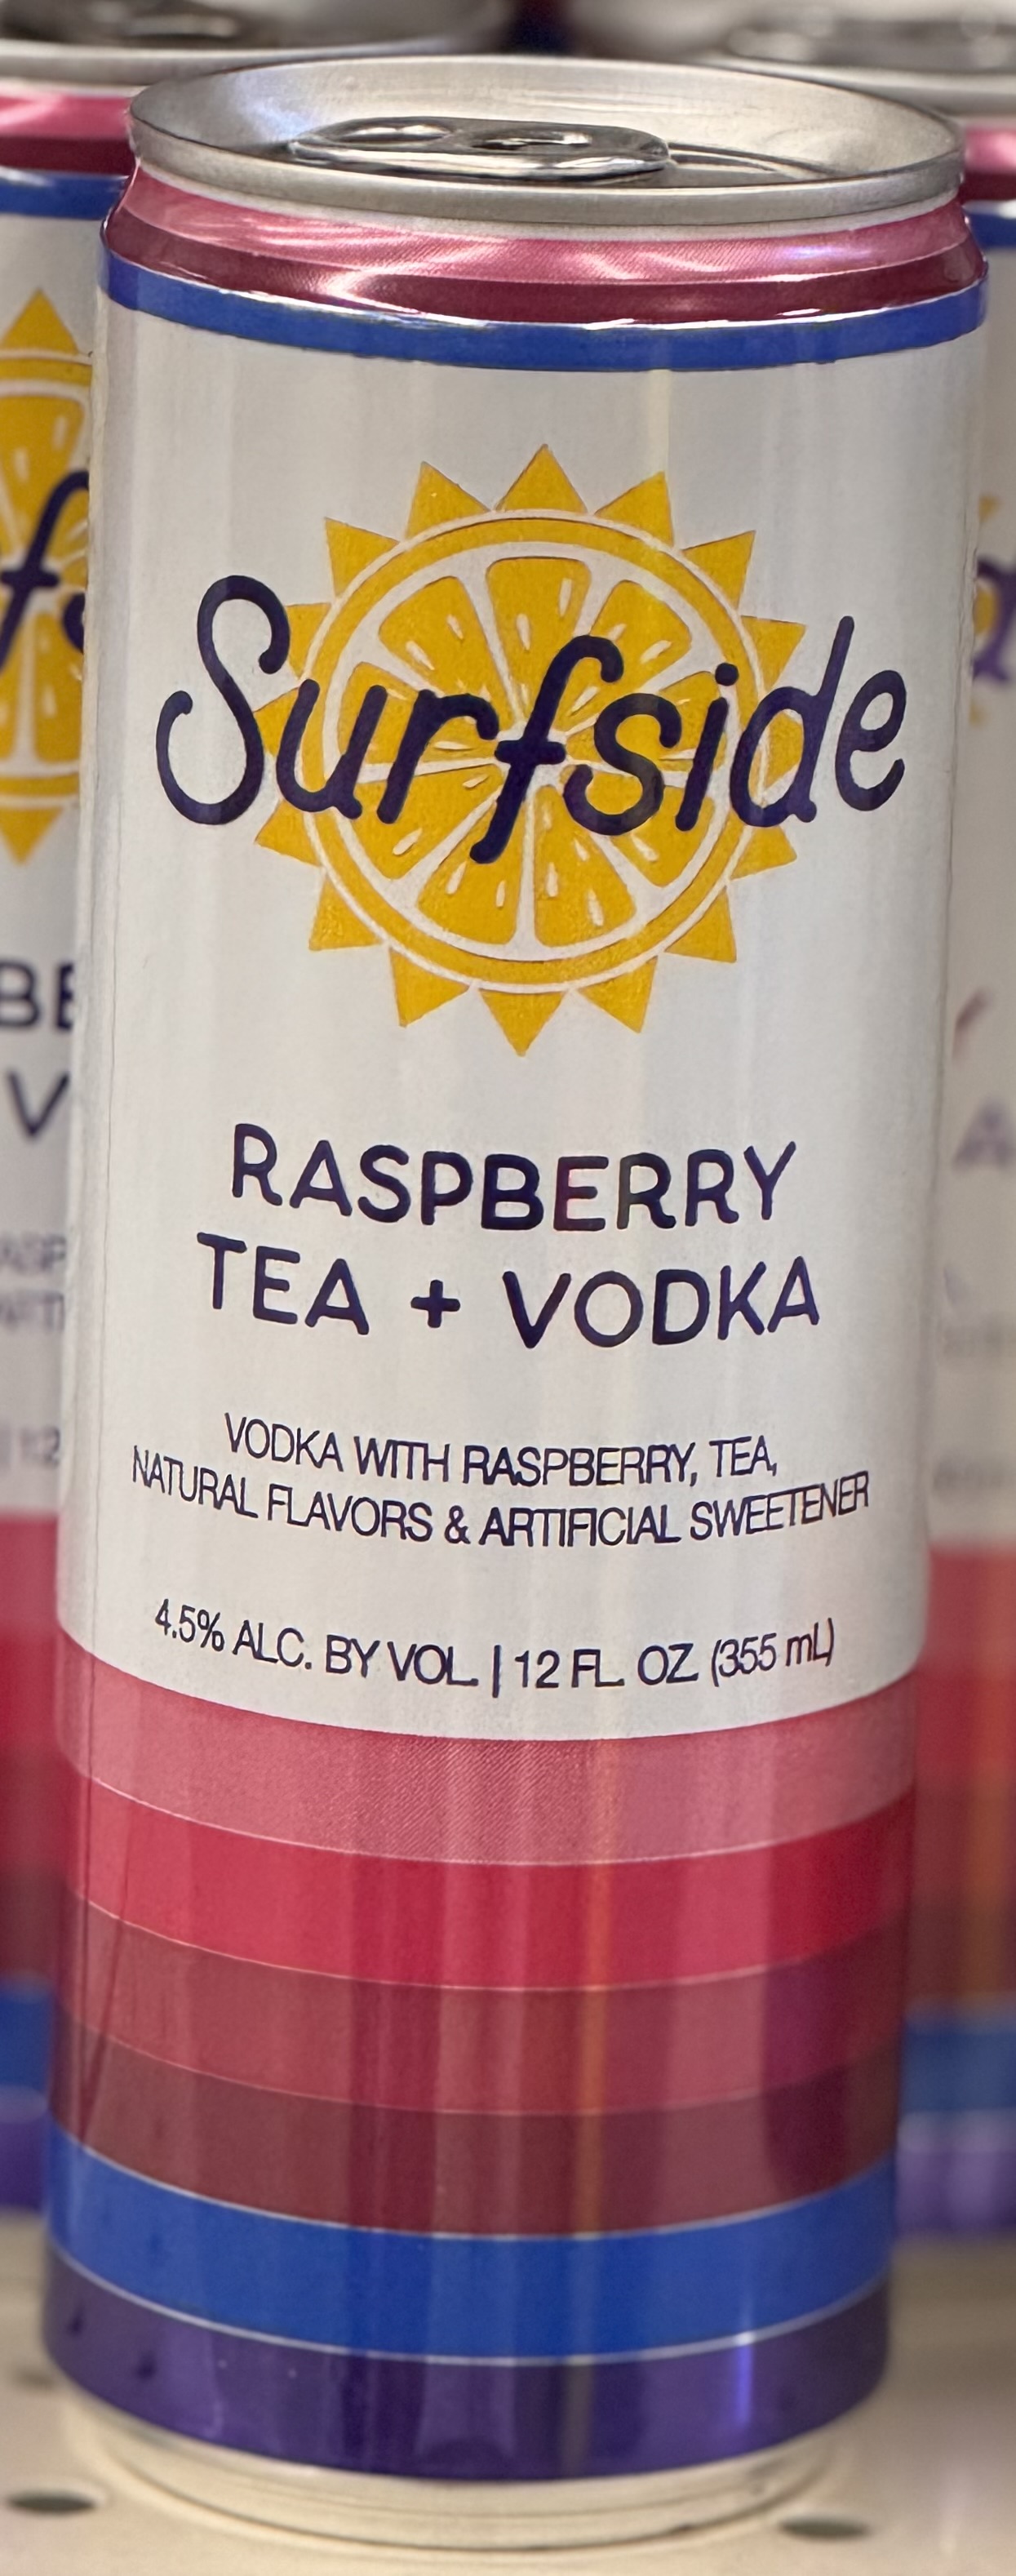 Surfside
RASPBERRY
TEA + VODKA
VODKA WITH RASPBERRY, TEA,
NATURAL FLAVORS & ARTIFICIAL SWEETENER
4.5% ALC. BY VOL. | 12 FL. OZ. (355 mL)